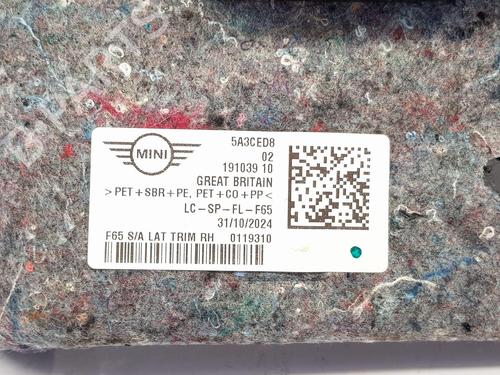 MINI
5A3CED8
02
191039 10
GREAT BRITAIN
>PET+SBR+PE, PET+CO+PP<
LC-SP-FL-F65
31/10/2024
F65 S/A LAT TRIM RH 0119310